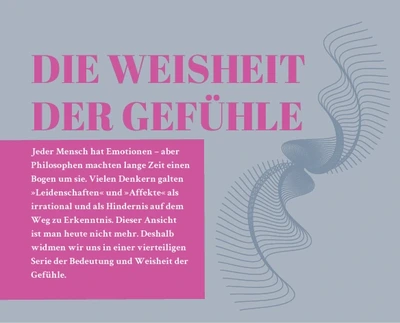 DIE WEISHEIT
DER GEFÜHLE
Jeder Mensch hat Emotionen – aber
Philosophen machten lange Zeit einen
Bogen um sie. Vielen Denkern galten
»Leidenschaften« und »Affekte« als
irrational und als Hindernis auf dem
Weg zu Erkenntnis. Dieser Ansicht
ist man heute nicht mehr. Deshalb
widmen wir uns in einer vierteiligen
Serie der Bedeutung und Weisheit der
Gefühle.